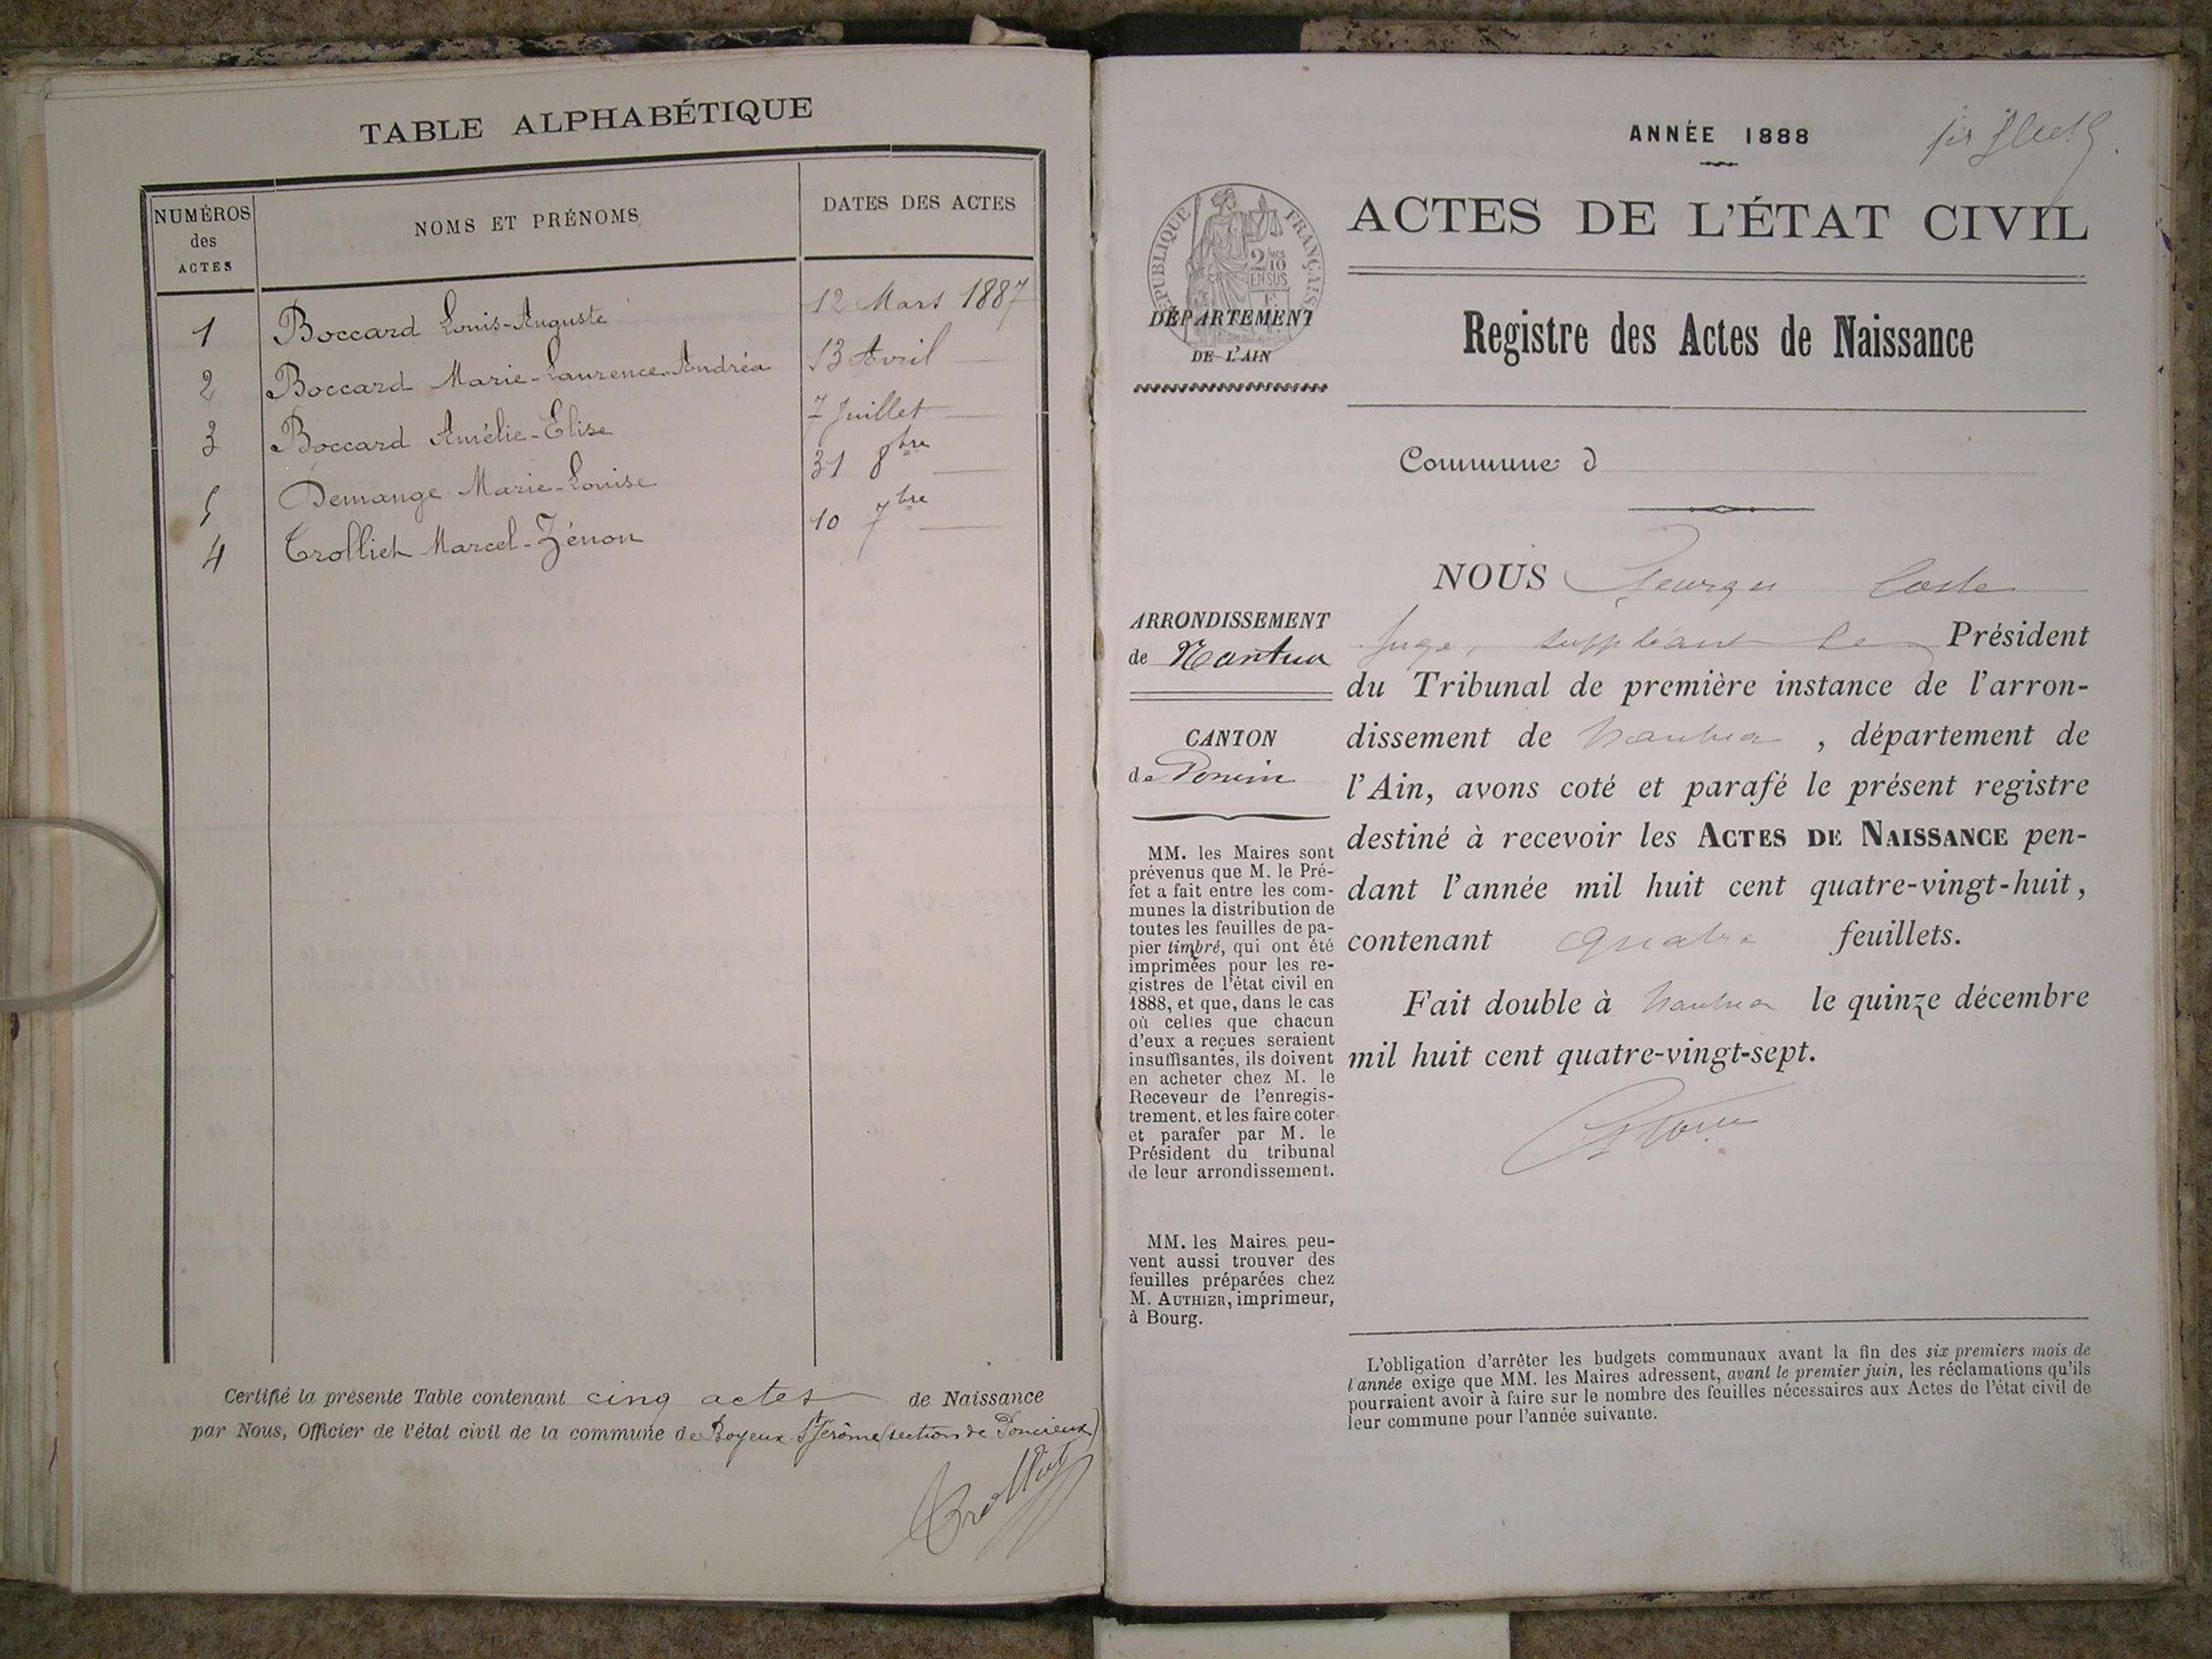 TABLE ALPHABÉTIQUE
NUMÉROS des ACTES
NOMS ET PRÉNOMS
DATES DES ACTES
1 Boccard Louis-Auguste 12 Mars 1887
2 Boccard Marie-Laurence-Andréa 13 Avril —
3 Boccard Aurélie-Elise 7 Juillet —
5 Demange Marie-Louise 31 8bre —
4 Trolliet Marcel-Zénon 10 7bre —
Certifié la présente Table contenant cinq actes de Naissance
par Nous, Officier de l'état civil de la commune de Boyeux St Jérôme (section de Poncieux)
Trolliet
ANNÉE 1888
ACTES DE L'ÉTAT CIVIL
RÉPUBLIQUE FRANÇAISE
DÉPARTEMENT
DE L'AIN
Registre des Actes de Naissance
Commune d
ARRONDISSEMENT
de Nantua
CANTON
de Poncin
MM. les Maires sont
prévenus que M. le Pré-
fet a fait entre les com-
munes la distribution de
toutes les feuilles de pa-
pier timbré, qui ont été
imprimées pour les re-
gistres de l'état civil en
1888, et que, dans le cas
où celles que chacun
d'eux a reçues seraient
insuffisantes, ils doivent
en acheter chez M. le
Receveur de l'enregis-
trement, et les faire coter
et parafer par M. le
Président du tribunal
de leur arrondissement.
MM. les Maires peu-
vent aussi trouver des
feuilles préparées chez
M. AUTHIER, imprimeur,
à Bourg.
NOUS Georges Coste
Juge, suppléant le Président
du Tribunal de première instance de l'arron-
dissement de Nantua, département de
l'Ain, avons coté et parafé le présent registre
destiné à recevoir les ACTES DE NAISSANCE pen-
dant l'année mil huit cent quatre-vingt-huit,
contenant quatre feuillets.
Fait double à Nantua le quinze décembre
mil huit cent quatre-vingt-sept.
L'obligation d'arrêter les budgets communaux avant la fin des six premiers mois de
l'année exige que MM. les Maires adressent, avant le premier juin, les réclamations qu'ils
pourraient avoir à faire sur le nombre des feuilles nécessaires aux Actes de l'état civil de
leur commune pour l'année suivante.